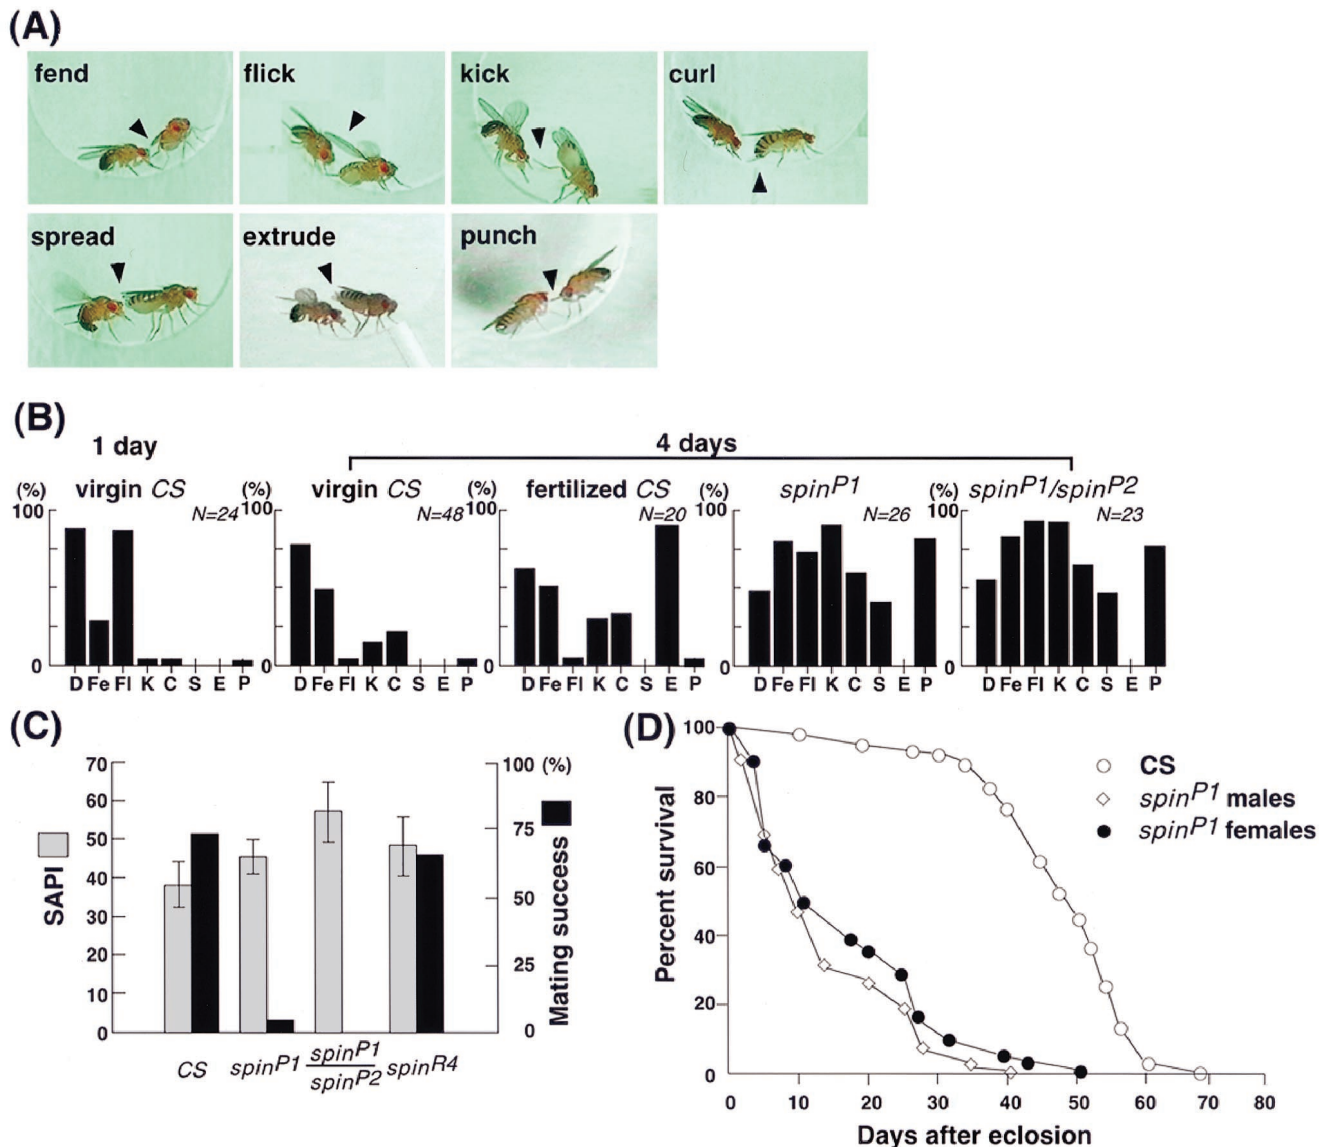 (A)
fend flick kick curl
spread extrude punch
(B)
1 day 4 days
(%) virgin CS (%) virgin CS (%) fertilized CS (%) spinP1 (%) spinP1/spinP2
100 N=24 100 N=48 100 N=20 100 N=26 100 N=23
0 0 0 0 0
D Fe Fl K C S E P D Fe Fl K C S E P D Fe Fl K C S E P D Fe Fl K C S E P D Fe Fl K C S E P
(C)
SAPI
70
60
50
40
30
20
10
0
100 (%)
75
50
25
0
Mating success
CS spinP1 spinP1 spinR4
spinP2
(D)
Percent survival
100
80
60
40
20
0
CS
spinP1 males
spinP1 females
0 10 20 30 40 50 60 70 80
Days after eclosion